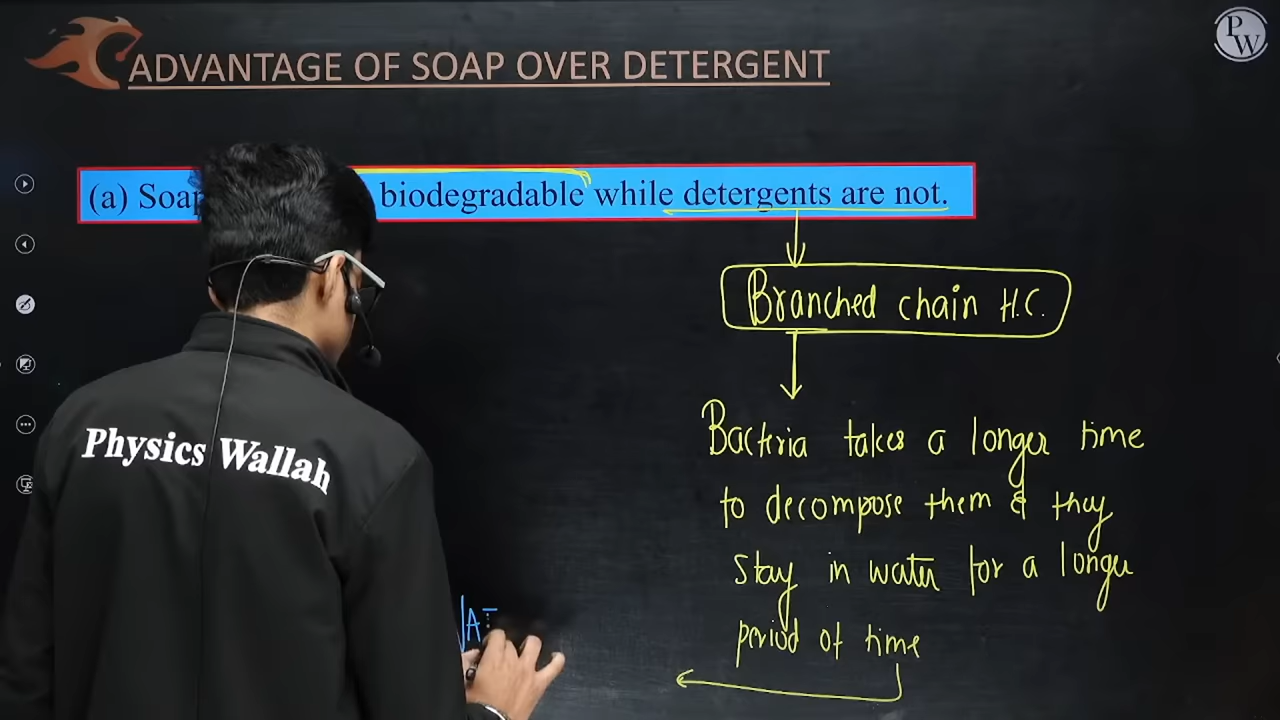 PW
ADVANTAGE OF SOAP OVER DETERGENT
(a) Soap biodegradable while detergents are not.
Branched chain H.C.
Bacteria takes a longer time
to decompose them & they
stay in water for a longer
period of time
Physics Wallah